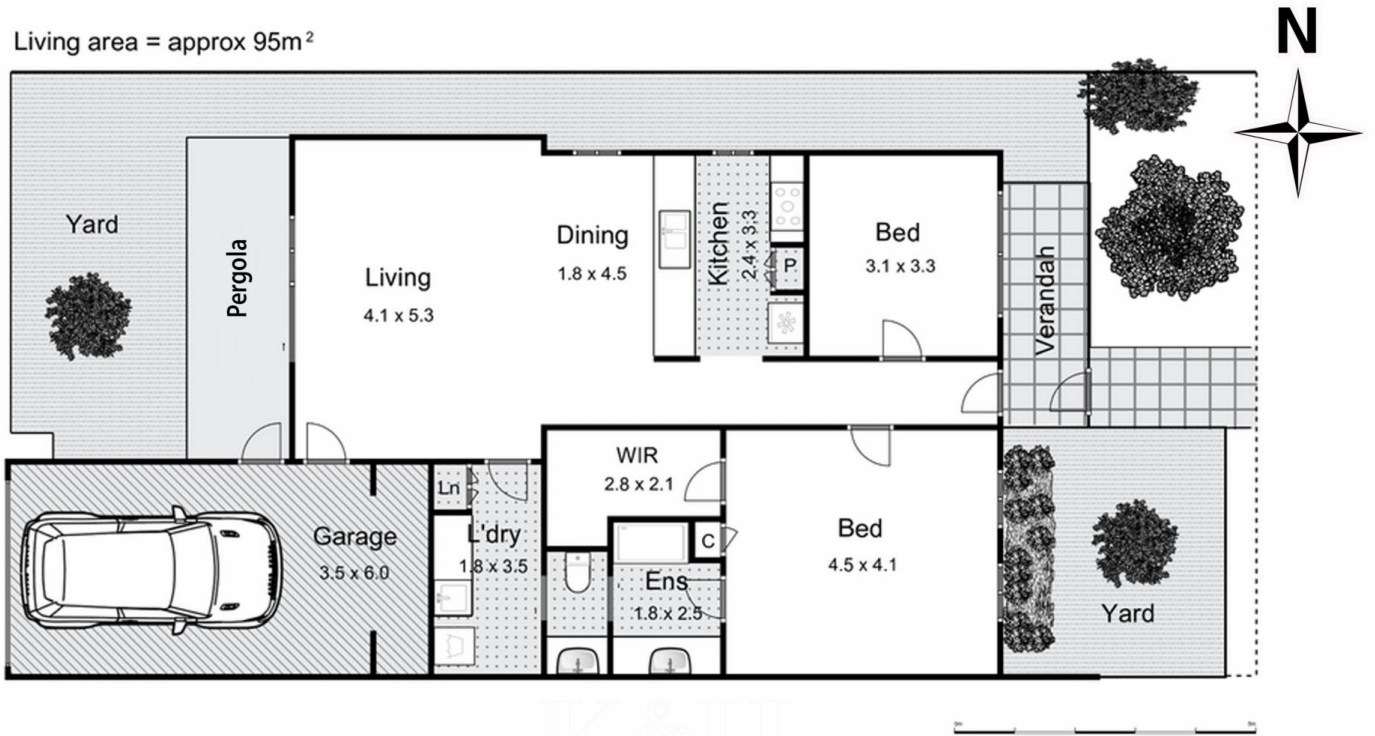 Living area = approx 95m²
N
Yard
Pergola
Living
4.1 x 5.3
Dining
1.8 x 4.5
Kitchen
2.4 x 3.3
P
Bed
3.1 x 3.3
Verandah
WIR
2.8 x 2.1
Ln
L'dry
1.8 x 3.5
Garage
3.5 x 6.0
C
Ens
1.8 x 2.5
Bed
4.5 x 4.1
Yard